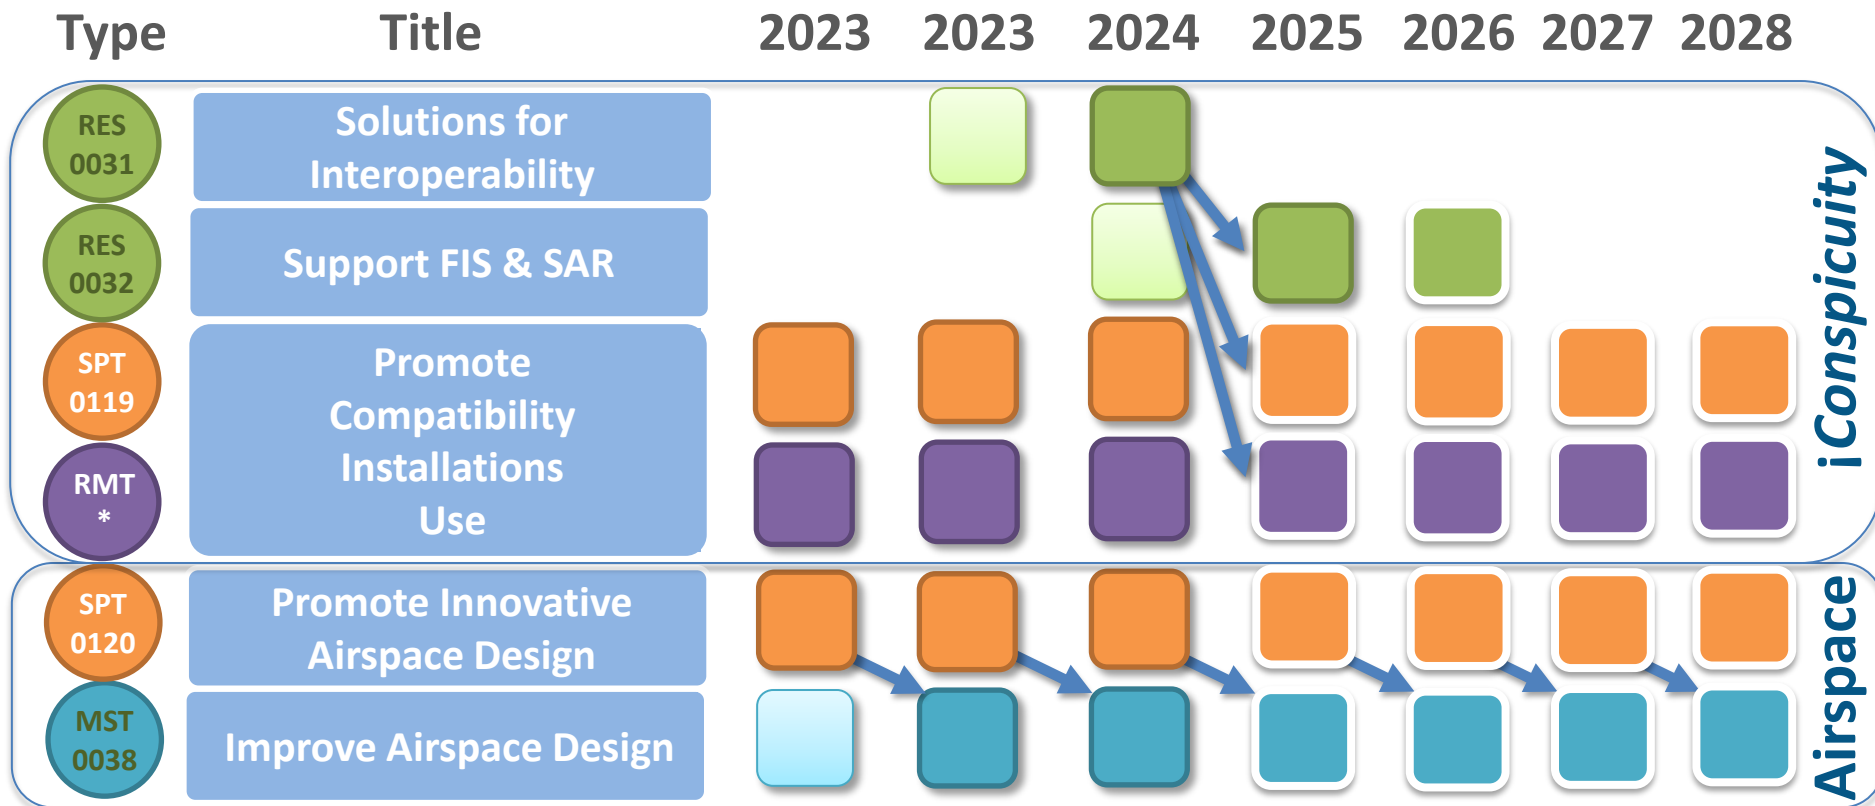 Type Title 2023 2023 2024 2025 2026 2027 2028
RES
0031
Solutions for
Interoperability
RES
0032
Support FIS & SAR
SPT
0119
RMT
*
Promote
Compatibility
Installations
Use
iConspicuity
SPT
0120
Promote Innovative
Airspace Design
MST
0038
Improve Airspace Design
Airspace